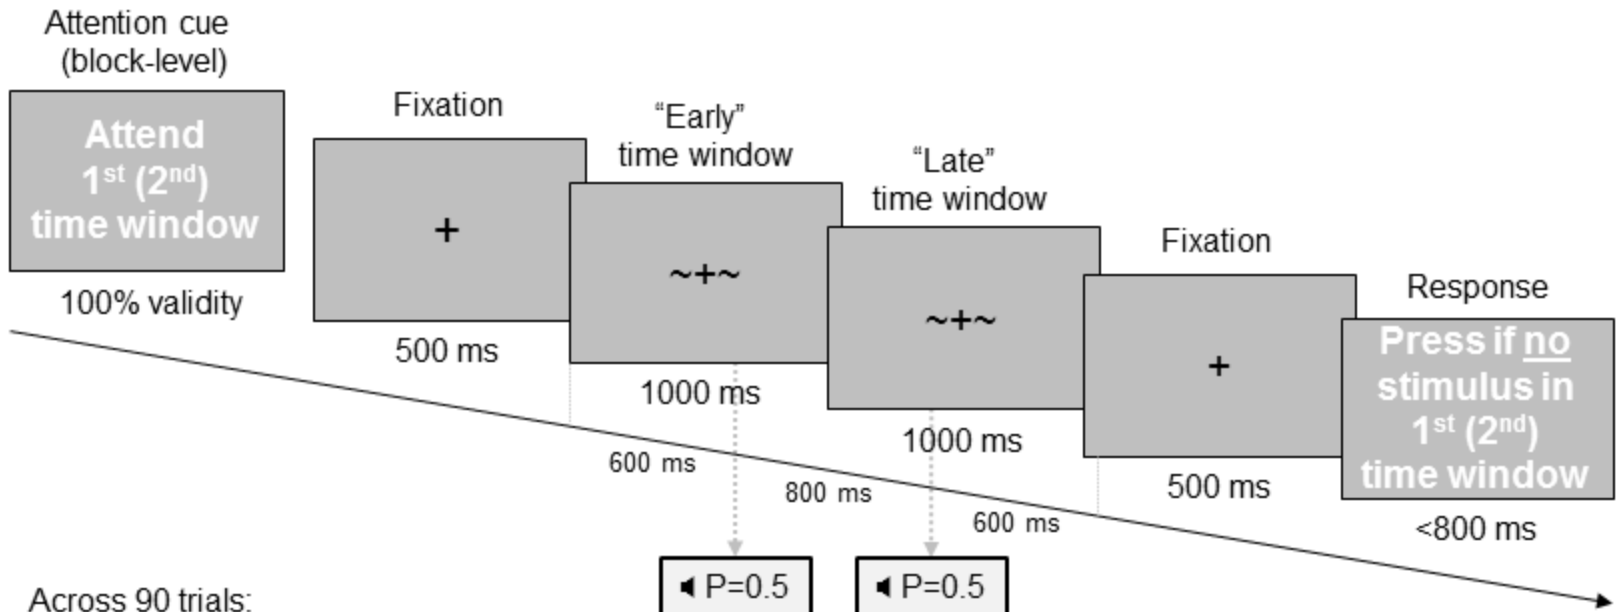 Attention cue
(block-level)
Attend
1st (2nd)
time window
100% validity
Fixation
+
500 ms
“Early”
time window
~+~
1000 ms
“Late”
time window
~+~
1000 ms
Fixation
+
500 ms
Response
Press if no
stimulus in
1st (2nd)
time window
<800 ms
600 ms
800 ms
600 ms
P=0.5
P=0.5
Across 90 trials: